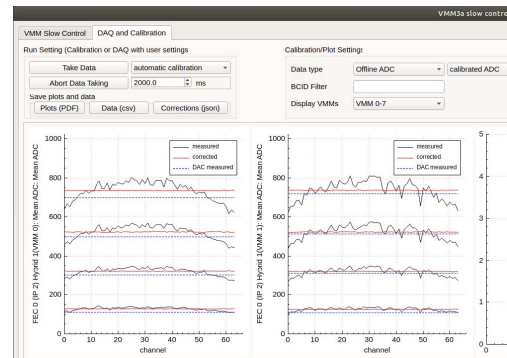 VMM3a slow contro
VMM Slow Control DAQ and Calibration
Run Setting (Calibration or DAQ with user settings
Calibration/Plot Settings
Take Data automatic calibration
Data type Offline ADC calibrated ADC
Abort Data Taking 2000.0 ms
BCID Filter
Save plots and data
Plots (PDF) Data (csv) Corrections (json)
Display VMMs VMM 0-7
FEC 0 (IP 2) Hybrid 1(VMM 0): Mean ADC: Mean ADC
1000
800
600
400
200
0
measured
corrected
DAC measured
0 10 20 30 40 50 60
channel
FEC 0 (IP 2) Hybrid 1(VMM 1): Mean ADC: Mean ADC
1000
800
600
400
200
0
measured
corrected
DAC measured
0 10 20 30 40 50 60
channel
5
4
3
2
1
0
0